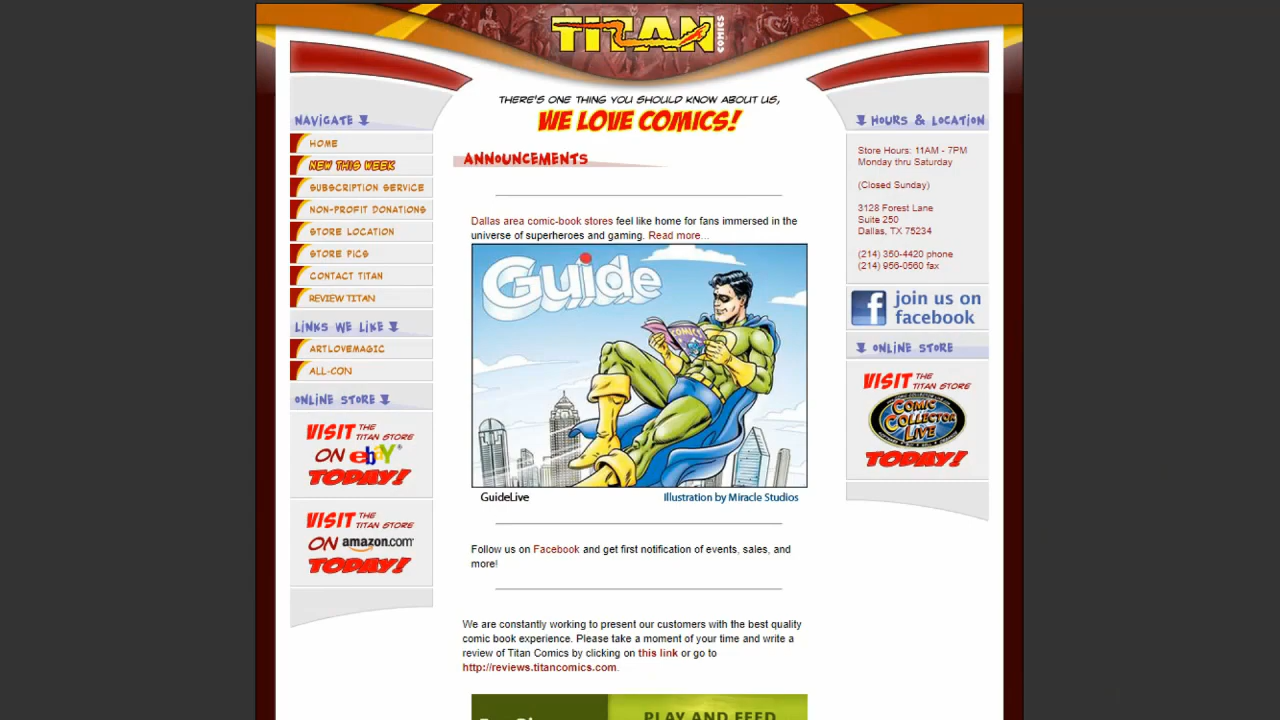 TITAN COMICS
THERE'S ONE THING YOU SHOULD KNOW ABOUT US,
WE LOVE COMICS!
NAVIGATE
HOME
NEW THIS WEEK
SUBSCRIPTION SERVICE
NON-PROFIT DONATIONS
STORE LOCATION
STORE PICS
CONTACT TITAN
REVIEW TITAN
LINKS WE LIKE
ARTLOVEMAGIC
ALL-CON
ONLINE STORE
VISIT THE TITAN STORE
ON ebaY
TODAY!
VISIT THE TITAN STORE
ON amazon.com
TODAY!
ANNOUNCEMENTS
Dallas area comic-book stores feel like home for fans immersed in the
universe of superheroes and gaming. Read more...
Guide
COMICS
GuideLive
Illustration by Miracle Studios
Follow us on Facebook and get first notification of events, sales, and
more!
We are constantly working to present our customers with the best quality
comic book experience. Please take a moment of your time and write a
review of Titan Comics by clicking on this link or go to
http://reviews.titancomics.com.
PLAY AND FEED
HOURS & LOCATION
Store Hours: 11AM - 7PM
Monday thru Saturday
(Closed Sunday)
3128 Forest Lane
Suite 250
Dallas, TX 75234
(214) 350-4420 phone
(214) 956-0560 fax
join us on
facebook
ONLINE STORE
VISIT THE TITAN STORE
COMIC
COLLECTOR
LIVE
TODAY!